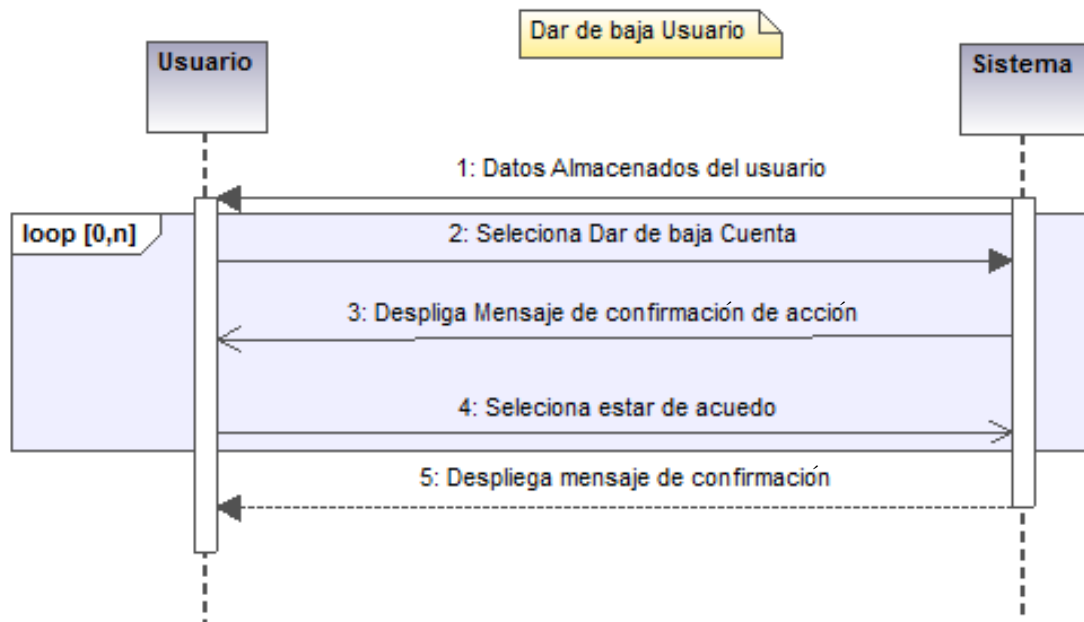 Dar de baja Usuario
Usuario
Sistema
1: Datos Almacenados del usuario
loop [0,n]
2: Seleciona Dar de baja Cuenta
3: Despliga Mensaje de confirmación de acción
4: Seleciona estar de acuedo
5: Despliega mensaje de confirmación